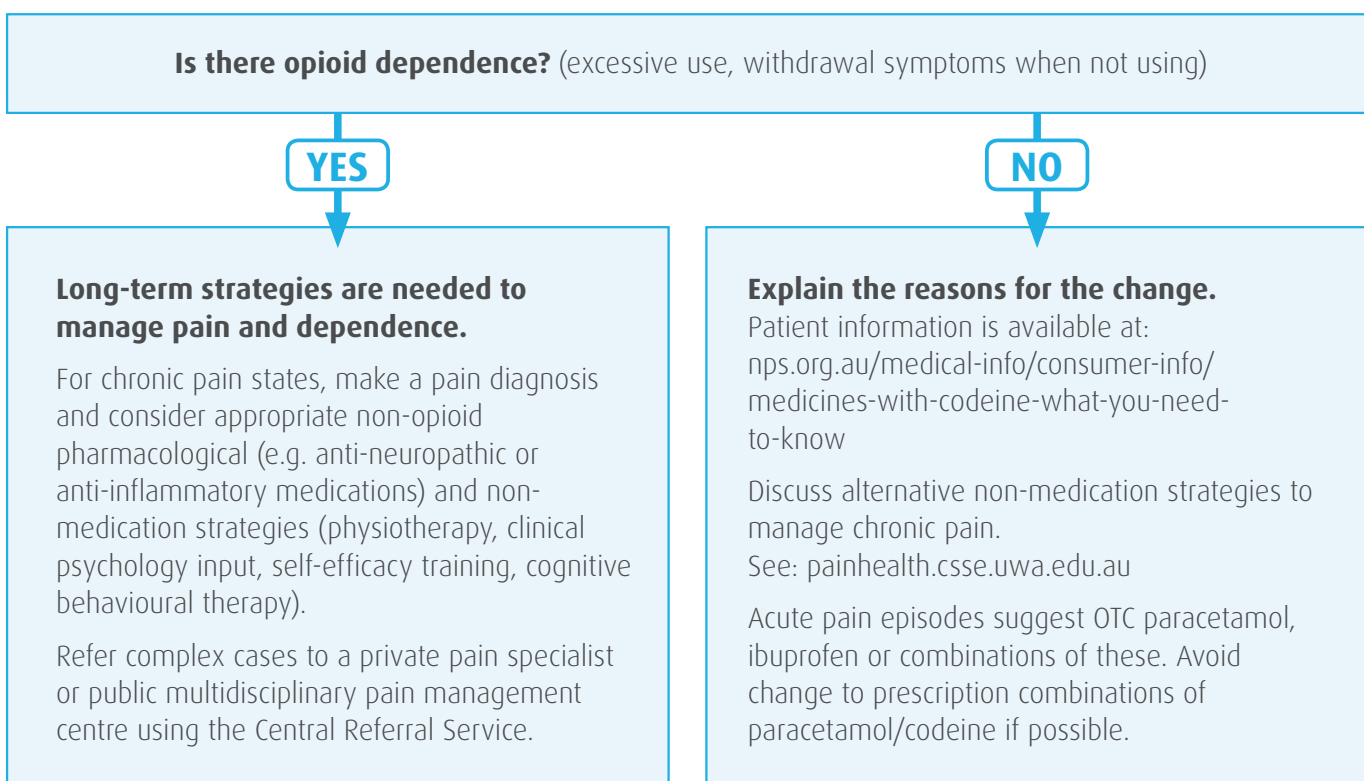 Is there opioid dependence? (excessive use, withdrawal symptoms when not using)
YES
NO
Long-term strategies are needed to
manage pain and dependence.
For chronic pain states, make a pain diagnosis
and consider appropriate non-opioid
pharmacological (e.g. anti-neuropathic or
anti-inflammatory medications) and non-
medication strategies (physiotherapy, clinical
psychology input, self-efficacy training, cognitive
behavioural therapy).
Refer complex cases to a private pain specialist
or public multidisciplinary pain management
centre using the Central Referral Service.
Explain the reasons for the change.
Patient information is available at:
nps.org.au/medical-info/consumer-info/
medicines-with-codeine-what-you-need-
to-know
Discuss alternative non-medication strategies to
manage chronic pain.
See: painhealth.csse.uwa.edu.au
Acute pain episodes suggest OTC paracetamol,
ibuprofen or combinations of these. Avoid
change to prescription combinations of
paracetamol/codeine if possible.